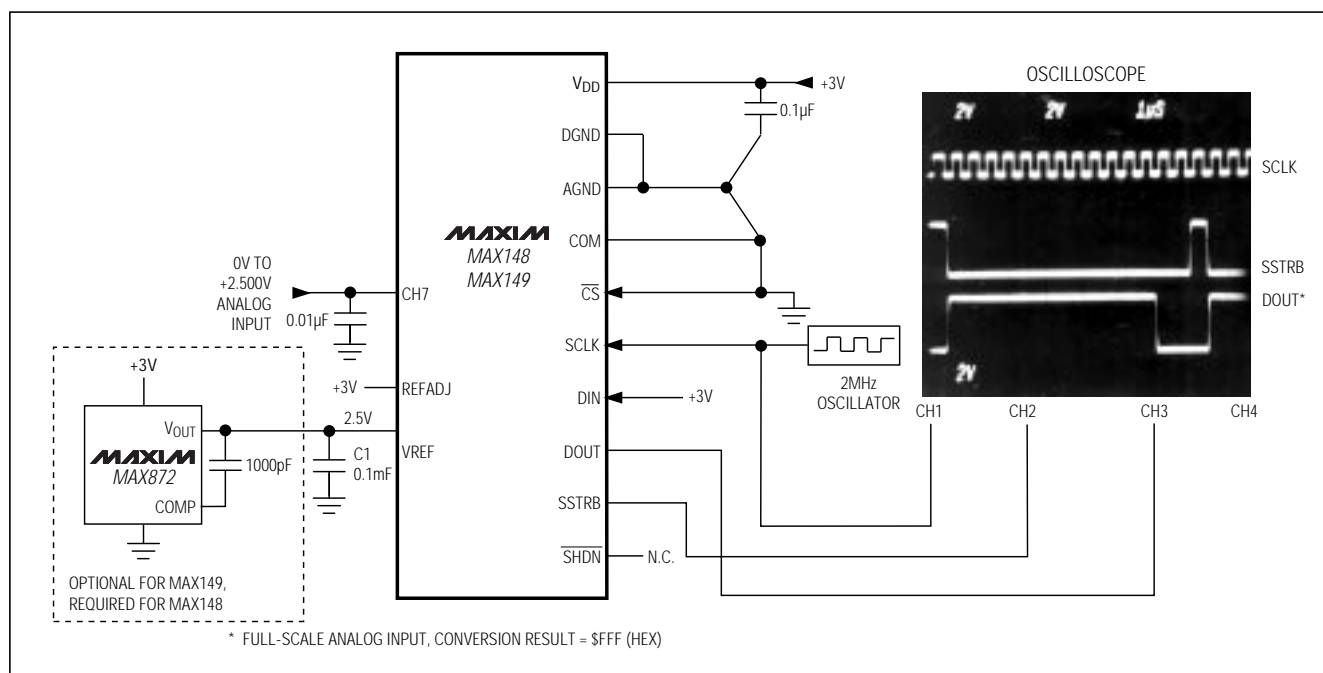 OSCILLOSCOPE
2V 2V 1µS
SCLK
SSTRB
DOUT*
2V
CH1 CH2 CH3 CH4
VDD
+3V
0.1µF
DGND
AGND
MAXIM
MAX148
MAX149
COM
CS
0V TO
+2.500V
ANALOG
INPUT
0.01µF
CH7
SCLK
2MHz
OSCILLATOR
+3V
REFADJ
DIN
+3V
+3V
VOUT
2.5V
VREF
MAXIM
MAX872
1000pF
C1
0.1mF
COMP
DOUT
SSTRB
SHDN
N.C.
OPTIONAL FOR MAX149,
REQUIRED FOR MAX148
* FULL-SCALE ANALOG INPUT, CONVERSION RESULT = $FFF (HEX)